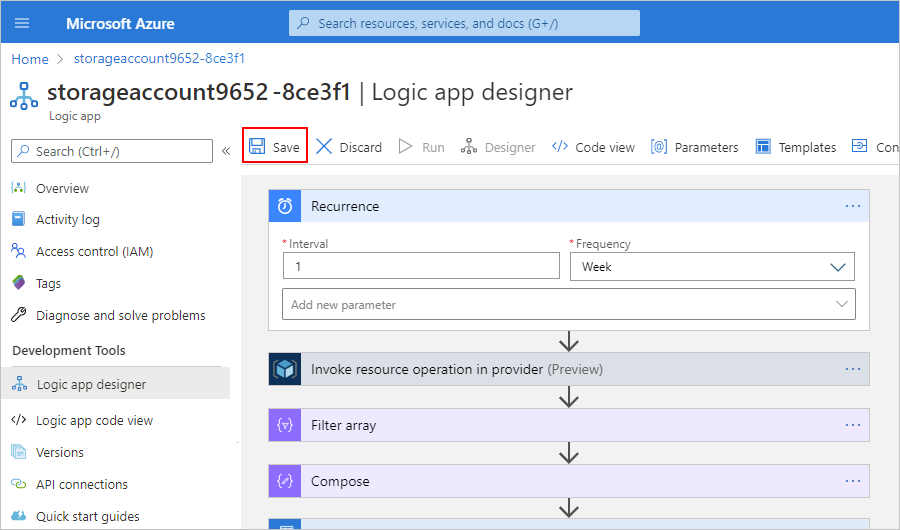 Microsoft Azure
Search resources, services, and docs (G+/)
Home > storageaccount9652-8ce3f1
storageaccount9652 -8ce3f1 | Logic app designer
Logic app
Search (Ctrl+/)
«
Save
Discard
Run
Designer
</> Code view
[@] Parameters
Templates
Con
Overview
Activity log
Access control (IAM)
Tags
Diagnose and solve problems
Development Tools
Logic app designer
</> Logic app code view
Versions
API connections
Quick start guides
Recurrence
...
*Interval
1
*Frequency
Week
Add new parameter
Invoke resource operation in provider (Preview)
...
Filter array
...
Compose
...